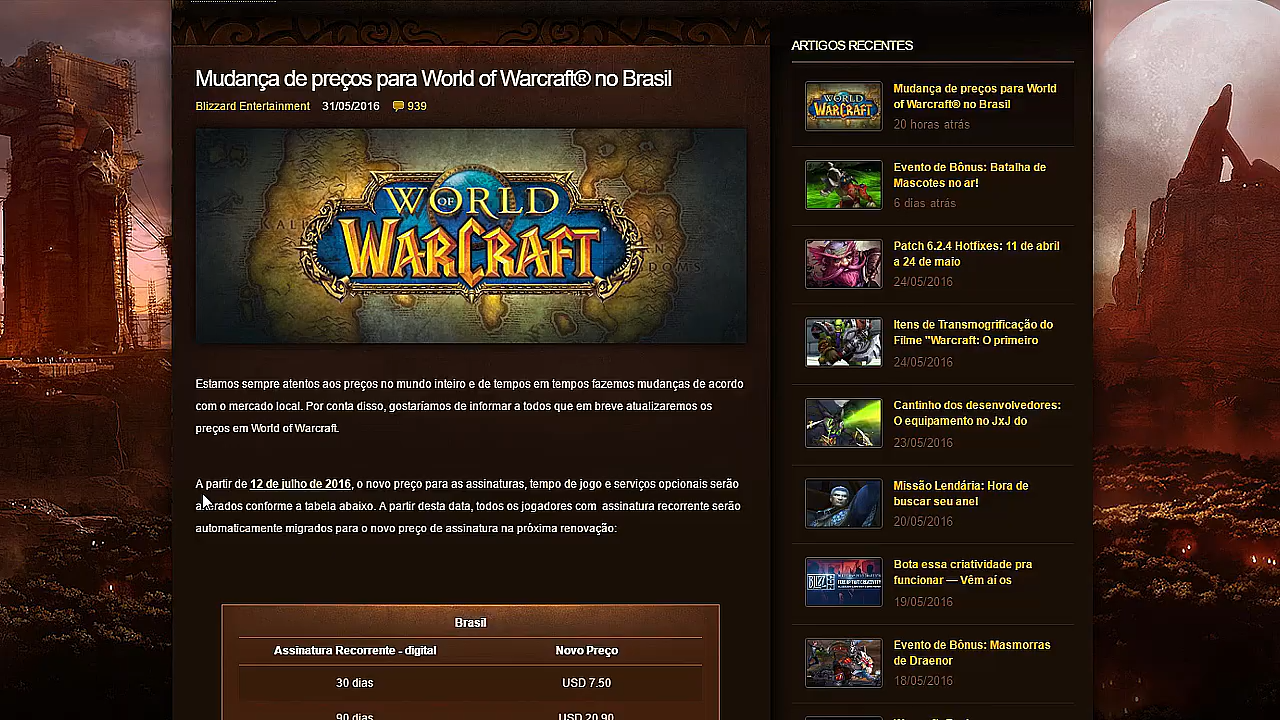 Mudança de preços para World of Warcraft® no Brasil
Blizzard Entertainment 31/05/2016 939
WORLD
OF
WARCRAFT
Estamos sempre atentos aos preços no mundo inteiro e de tempos em tempos fazemos mudanças de acordo
com o mercado local. Por conta disso, gostaríamos de informar a todos que em breve atualizaremos os
preços em World of Warcraft.
A partir de 12 de julho de 2016, o novo preço para as assinaturas, tempo de jogo e serviços opcionais serão
alterados conforme a tabela abaixo. A partir desta data, todos os jogadores com assinatura recorrente serão
automaticamente migrados para o novo preço de assinatura na próxima renovação:
Brasil
Assinatura Recorrente - digital Novo Preço
30 dias USD 7.50
90 dias USD 20.90
ARTIGOS RECENTES
WORLD
WARCRAFT
Mudança de preços para World
of Warcraft® no Brasil
20 horas atrás
Evento de Bônus: Batalha de
Mascotes no ar!
6 dias atrás
Patch 6.2.4 Hotfixes: 11 de abril
a 24 de maio
24/05/2016
Itens de Transmogrificação do
Filme "Warcraft: O primeiro
24/05/2016
Cantinho dos desenvolvedores:
O equipamento no JxJ do
23/05/2016
Missão Lendária: Hora de
buscar seu anel
20/05/2016
Bota essa criatividade pra
funcionar — Vêm aí os
19/05/2016
Evento de Bônus: Masmorras
de Draenor
18/05/2016